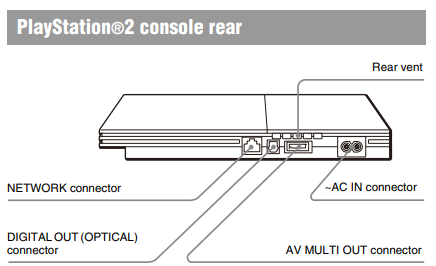 PlayStation®2 console rear
Rear vent
NETWORK connector
~AC IN connector
DIGITAL OUT (OPTICAL)
connector
AV MULTI OUT connector